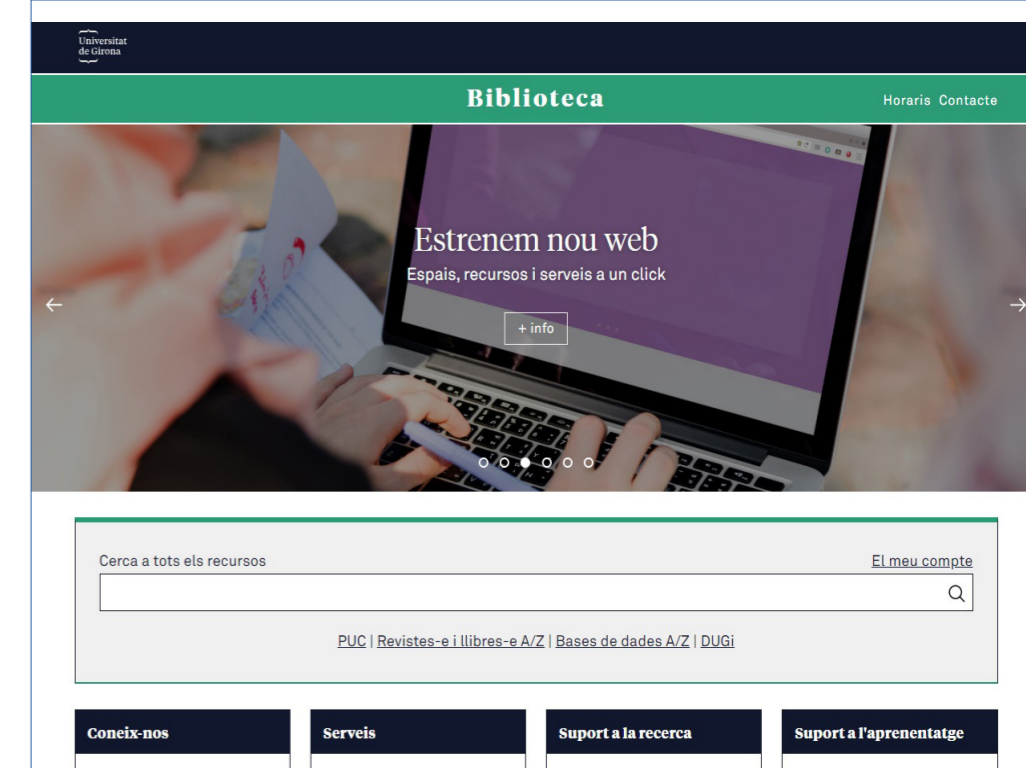 Universitat
de Girona
Biblioteca
Horaris Contacte
Estrenem nou web
Espais, recursos i serveis a un click
+ info
Cerca a tots els recursos
El meu compte
PUC | Revistes-e i llibres-e A/Z | Bases de dades A/Z | DUGi
Coneix-nos
Serveis
Suport a la recerca
Suport a l'aprenentatge